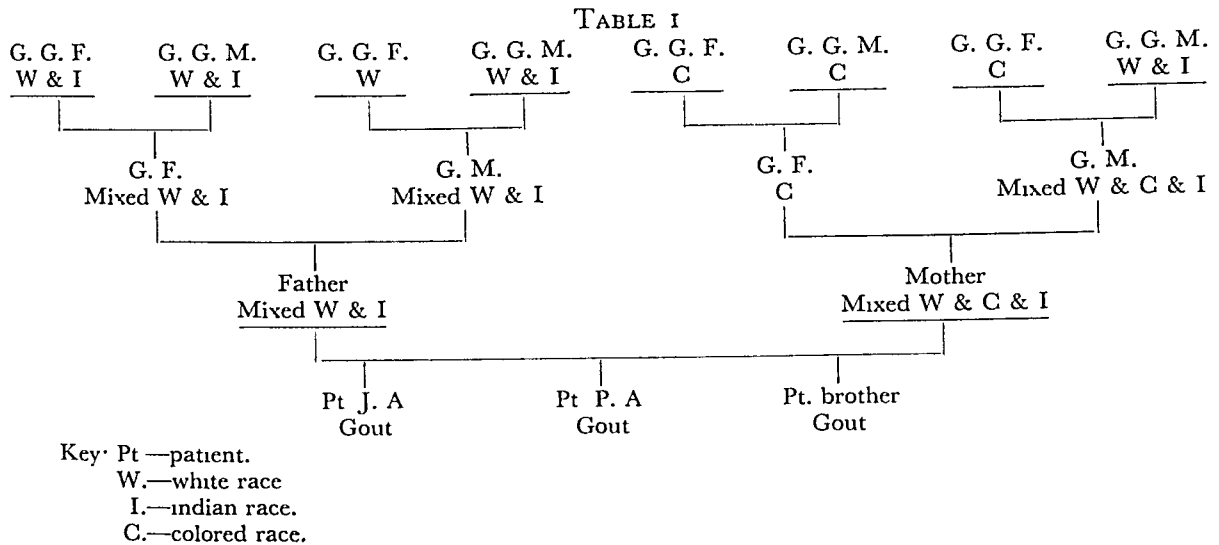 TABLE I
G. G. F. G. G. M. G. G. F. G. G. M. G. G. F. G. G. M. G. G. F. G. G. M.
W & I W & I W W & I C C C W & I
G. F. G. M. G. F. G. M.
Mixed W & I Mixed W & I C Mixed W & C & I
Father Mother
Mixed W & I Mixed W & C & I
Pt J. A Pt P. A Pt. brother
Gout Gout Gout
Key· Pt —patient.
W.—white race
I.—indian race.
C.—colored race.